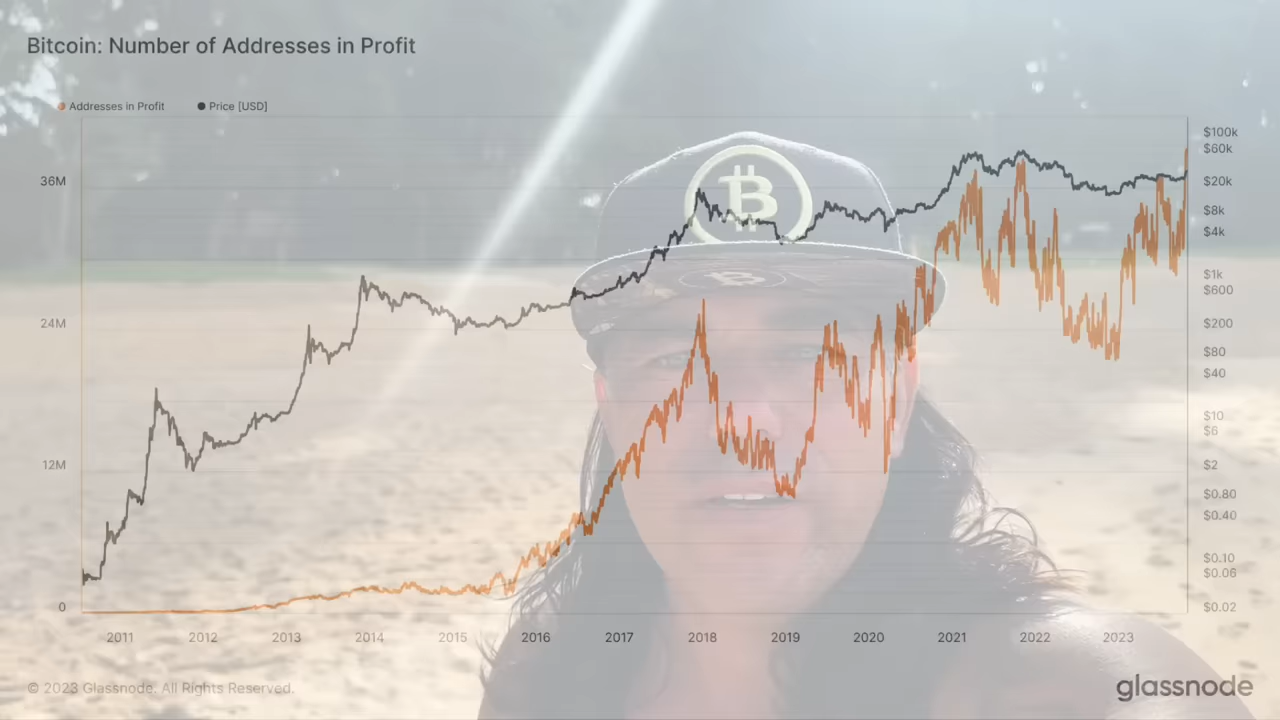 Bitcoin: Number of Addresses in Profit
Addresses in Profit Price [USD]
36M
24M
12M
0
$100k
$60k
$20k
$8k
$4k
$1k
$600
$200
$80
$40
$10
$6
$2
$0.80
$0.40
$0.10
$0.06
$0.02
2011 2012 2013 2014 2015 2016 2017 2018 2019 2020 2021 2022 2023
© 2023 Glassnode. All Rights Reserved.
glassnode